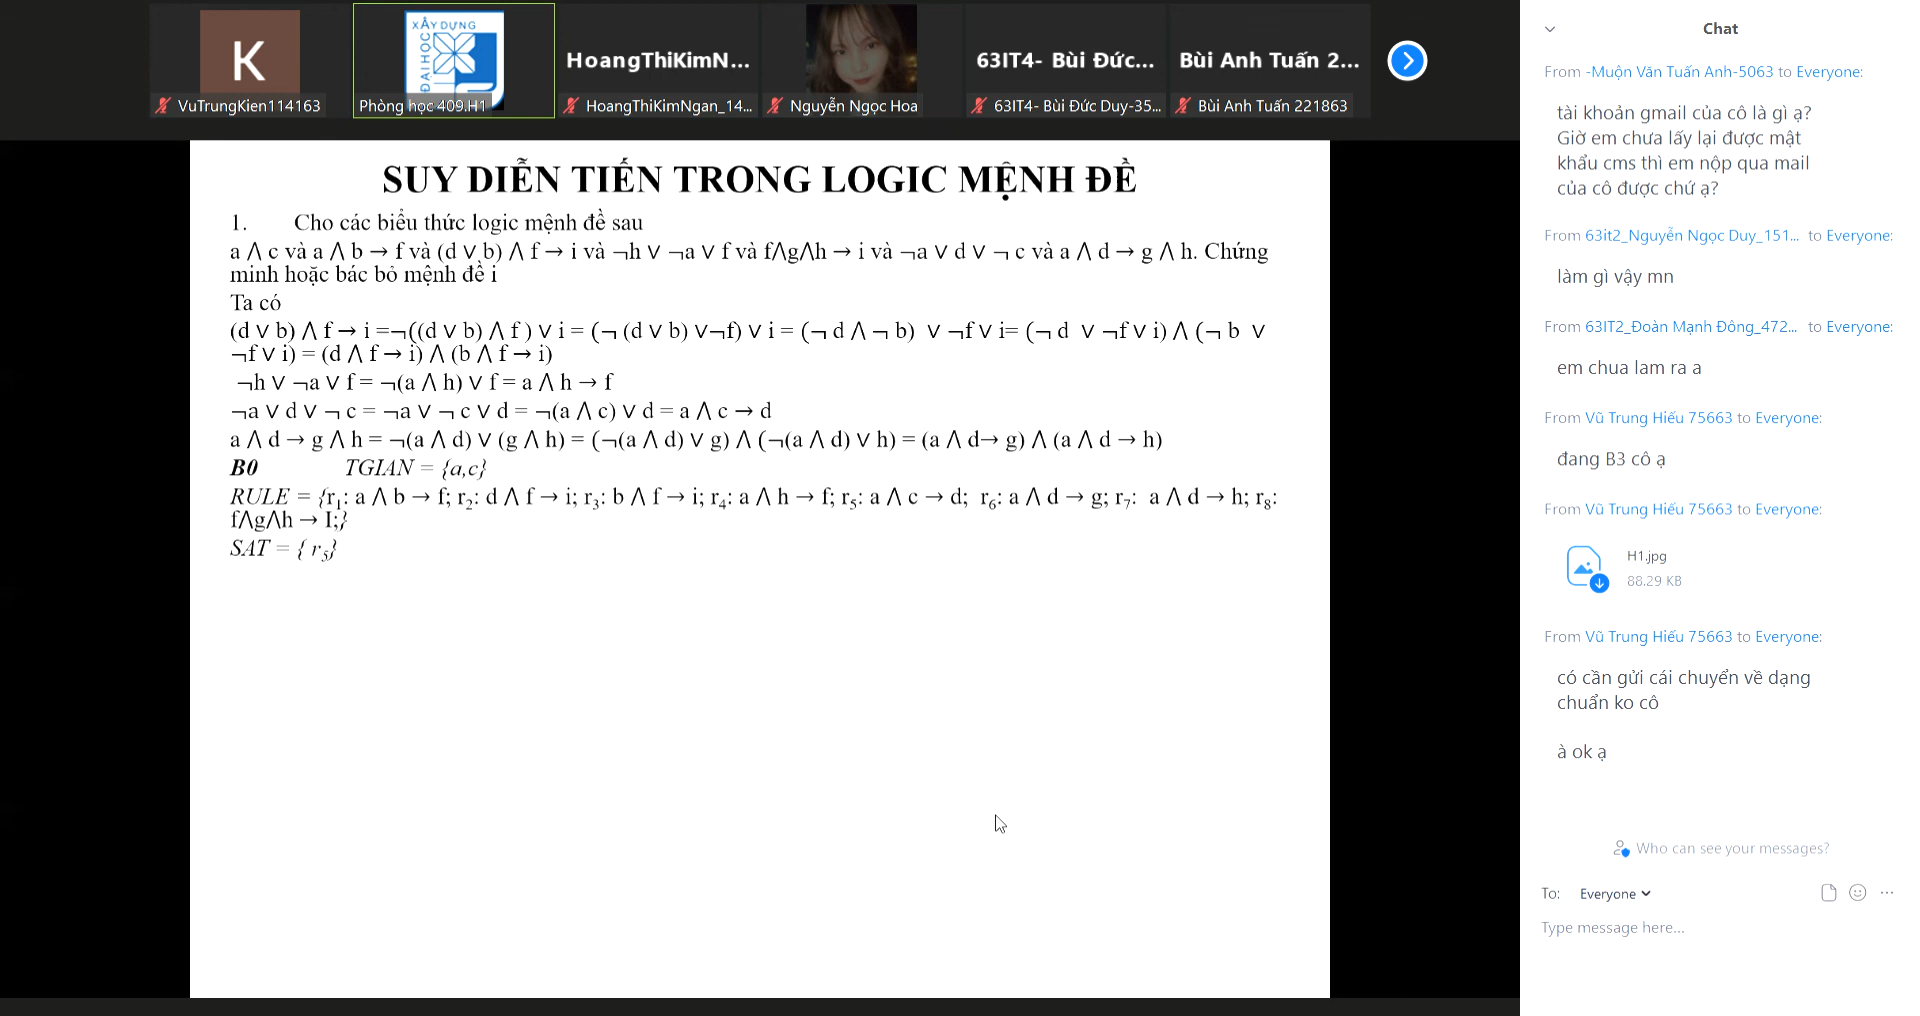 K
XÂY DỰNG
ĐẠI HỌC
HoangThiKimN...
63IT4- Bùi Đức...
Bùi Anh Tuấn 2...
VuTrungKien114163
Phòng học 409.H1
HoangThiKimNgan_14...
Nguyễn Ngọc Hoa
63IT4- Bùi Đức Duy-35...
Bùi Anh Tuấn 221863
SUY DIỄN TIẾN TRONG LOGIC MỆNH ĐỀ
1. Cho các biểu thức logic mệnh đề sau
a ⋀ c và a ⋀ b → f và (d ∨ b) ⋀ f → i và ¬h ∨ ¬a ∨ f và f⋀g⋀h → i và ¬a ∨ d ∨ ¬ c và a ⋀ d → g ⋀ h. Chứng
minh hoặc bác bỏ mệnh đề i
Ta có
(d ∨ b) ⋀ f → i =¬((d ∨ b) ⋀ f ) ∨ i = (¬ (d ∨ b) ∨¬f) ∨ i = (¬ d ⋀ ¬ b) ∨ ¬f ∨ i= (¬ d ∨ ¬f ∨ i) ⋀ (¬ b ∨
¬f ∨ i) = (d ⋀ f → i) ⋀ (b ⋀ f → i)
¬h ∨ ¬a ∨ f = ¬(a ⋀ h) ∨ f = a ⋀ h → f
¬a ∨ d ∨ ¬ c = ¬a ∨ ¬ c ∨ d = ¬(a ⋀ c) ∨ d = a ⋀ c → d
a ⋀ d → g ⋀ h = ¬(a ⋀ d) ∨ (g ⋀ h) = (¬(a ⋀ d) ∨ g) ⋀ (¬(a ⋀ d) ∨ h) = (a ⋀ d→ g) ⋀ (a ⋀ d → h)
B0 TGIAN = {a,c}
RULE = {r₁: a ⋀ b → f; r₂: d ⋀ f → i; r₃: b ⋀ f → i; r₄: a ⋀ h → f; r₅: a ⋀ c → d; r₆: a ⋀ d → g; r₇: a ⋀ d → h; r₈:
f⋀g⋀h → I;}
SAT = { r₅}
Chat
From -Muộn Văn Tuấn Anh-5063 to Everyone:
tài khoản gmail của cô là gì ạ?
Giờ em chưa lấy lại được mật
khẩu cms thì em nộp qua mail
của cô được chứ ạ?
From 63it2_Nguyễn Ngọc Duy_151... to Everyone:
làm gì vậy mn
From 63IT2_Đoàn Mạnh Đông_472... to Everyone:
em chua lam ra a
From Vũ Trung Hiếu 75663 to Everyone:
đang B3 cô ạ
From Vũ Trung Hiếu 75663 to Everyone:
H1.jpg
88.29 KB
From Vũ Trung Hiếu 75663 to Everyone:
có cần gửi cái chuyển về dạng
chuẩn ko cô
à ok ạ
Who can see your messages?
To: Everyone
Type message here...